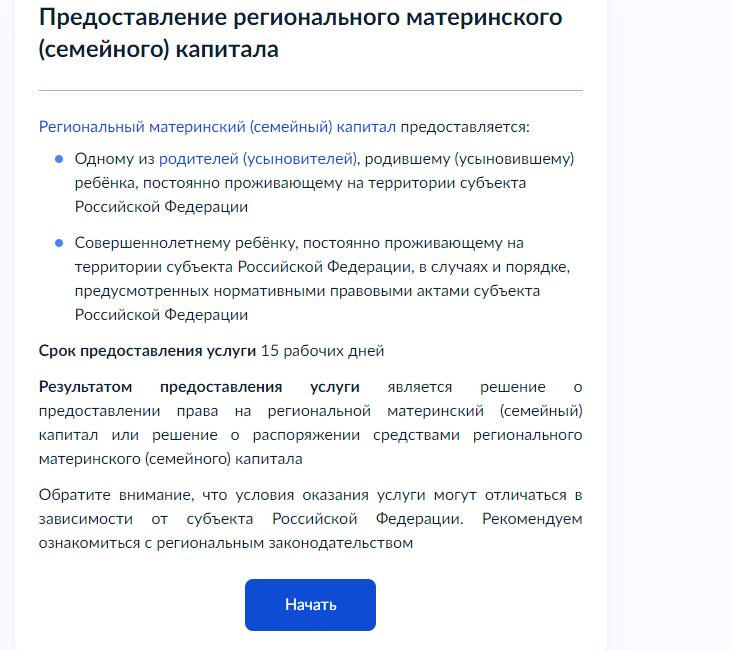 Предоставление регионального материнского
(семейного) капитала
Региональный материнский (семейный) капитал предоставляется:
Одному из родителей (усыновителей), родившему (усыновившему)
ребёнка, постоянно проживающему на территории субъекта
Российской Федерации
Совершеннолетнему ребёнку, постоянно проживающему на
территории субъекта Российской Федерации, в случаях и порядке,
предусмотренных нормативными правовыми актами субъекта
Российской Федерации
Срок предоставления услуги 15 рабочих дней
Результатом предоставления услуги является решение о
предоставлении права на региональной материнский (семейный)
капитал или решение о распоряжении средствами регионального
материнского (семейного) капитала
Обратите внимание, что условия оказания услуги могут отличаться в
зависимости от субъекта Российской Федерации. Рекомендуем
ознакомиться с региональным законодательством
Начать